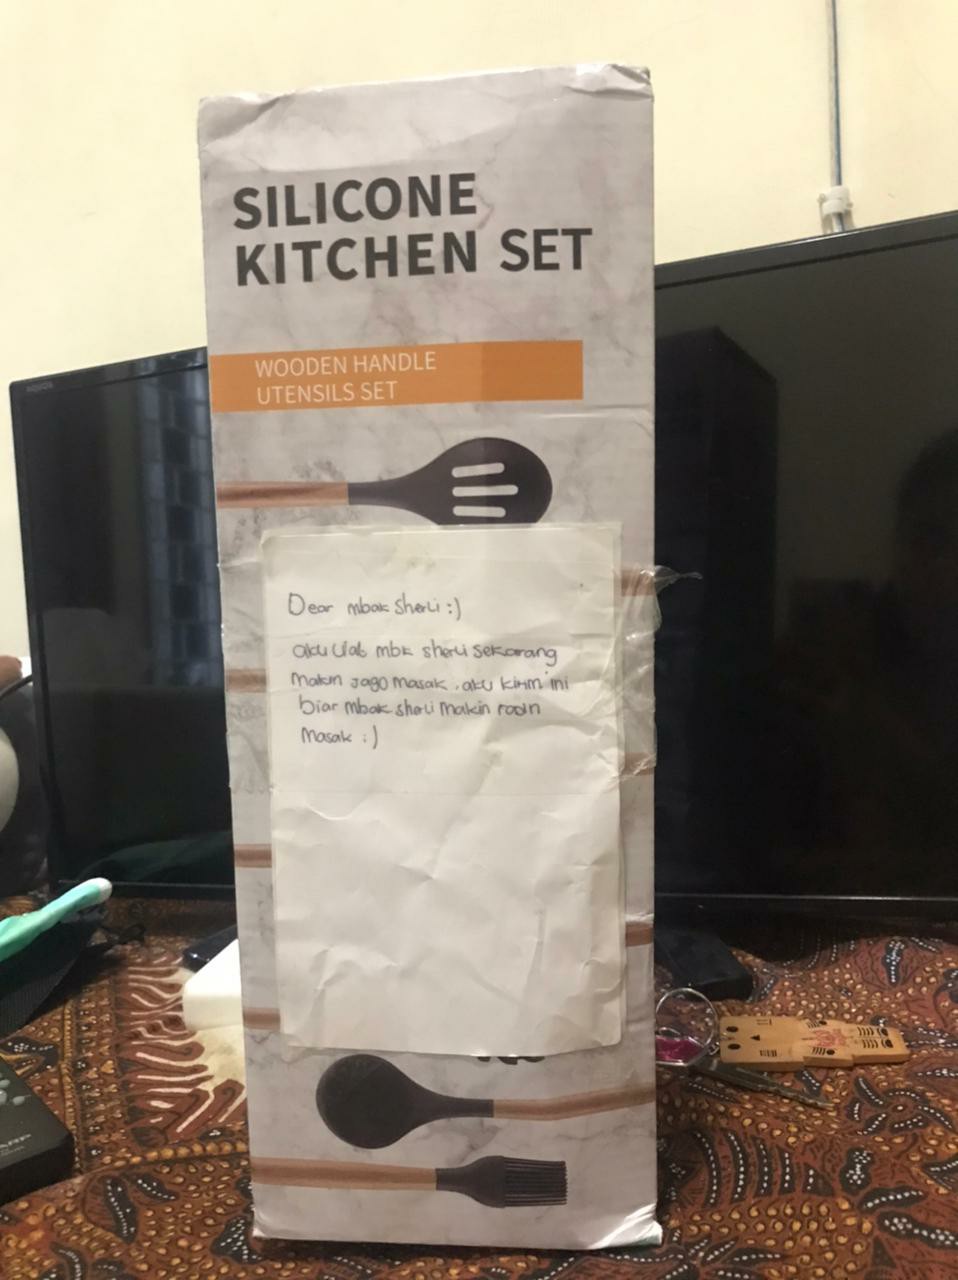 SILICONE
KITCHEN SET
WOODEN HANDLE
UTENSILS SET
AQUOS
Dear mbak Sherli :)
aku liat mbk sherli sekarang
makin jago masak , aku kirim ini
biar mbak sherli makin rajin
masak :)